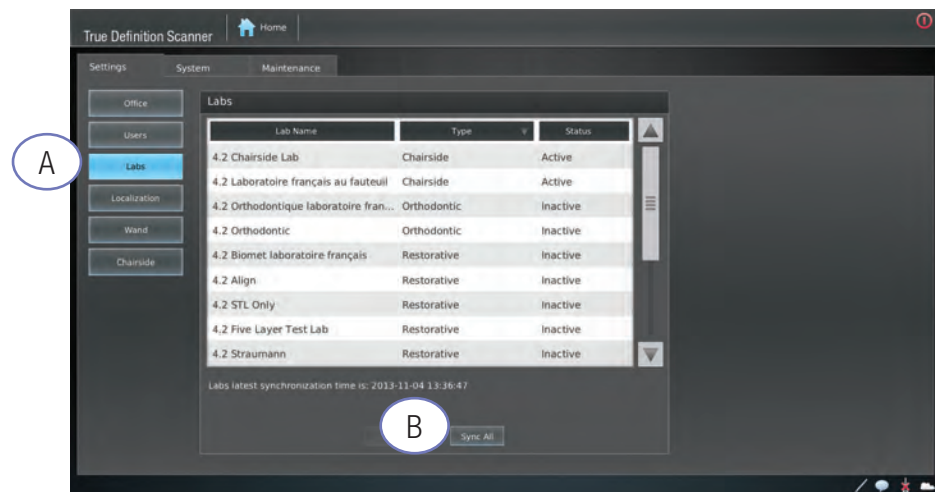 True Definition Scanner Home
Settings System Maintenance
Office
Users
Labs
Localization
Wand
Chairside
A
Labs
Lab Name Type Status
4.2 Chairside Lab Chairside Active
4.2 Laboratoire français au fauteuil Chairside Active
4.2 Orthodontique laboratoire fran... Orthodontic Inactive
4.2 Orthodontic Orthodontic Inactive
4.2 Biomet laboratoire français Restorative Inactive
4.2 Align Restorative Inactive
4.2 STL Only Restorative Inactive
4.2 Five Layer Test Lab Restorative Inactive
4.2 Straumann Restorative Inactive
Labs latest synchronization time is: 2013-11-04 13:36:47
B Sync All